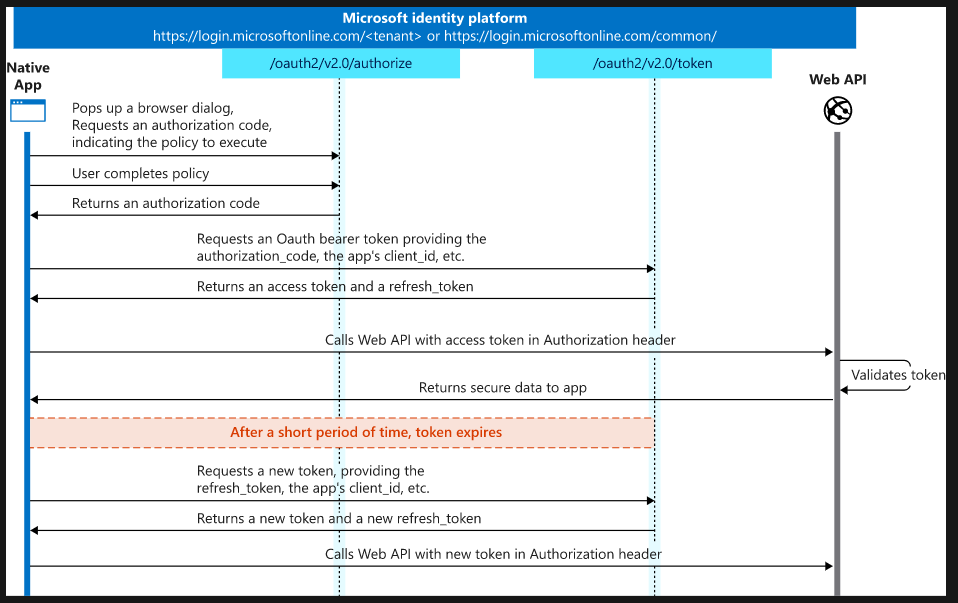 Microsoft identity platform
https://login.microsoftonline.com/<tenant> or https://login.microsoftonline.com/common/
/oauth2/v2.0/authorize
/oauth2/v2.0/token
Native
App
Web API
Pops up a browser dialog,
Requests an authorization code,
indicating the policy to execute
User completes policy
Returns an authorization code
Requests an Oauth bearer token providing the
authorization_code, the app's client_id, etc.
Returns an access token and a refresh_token
Calls Web API with access token in Authorization header
Validates token
Returns secure data to app
After a short period of time, token expires
Requests a new token, providing the
refresh_token, the app's client_id, etc.
Returns a new token and a new refresh_token
Calls Web API with new token in Authorization header